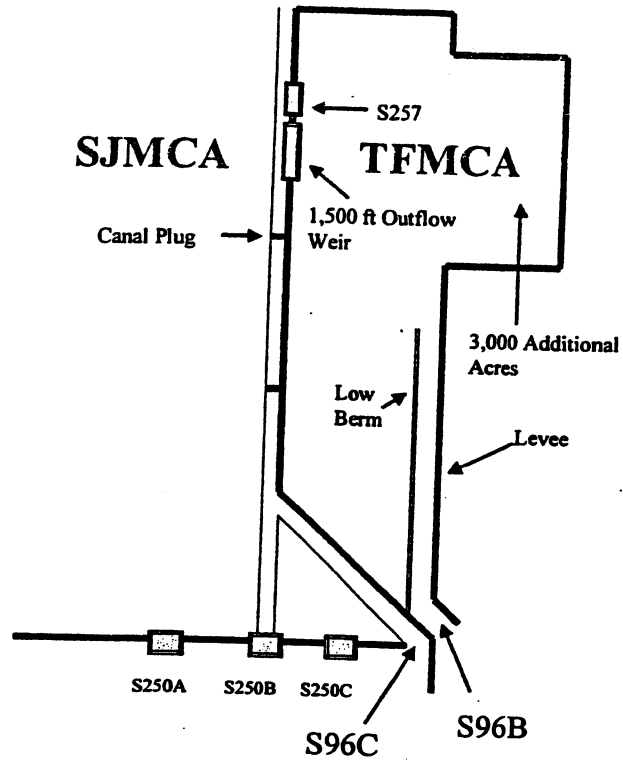 S257
SJMCA
TFMCA
1,500 ft Outflow
Weir
Canal Plug
3,000 Additional
Acres
Low
Berm
Levee
S250A
S250B
S250C
S96B
S96C